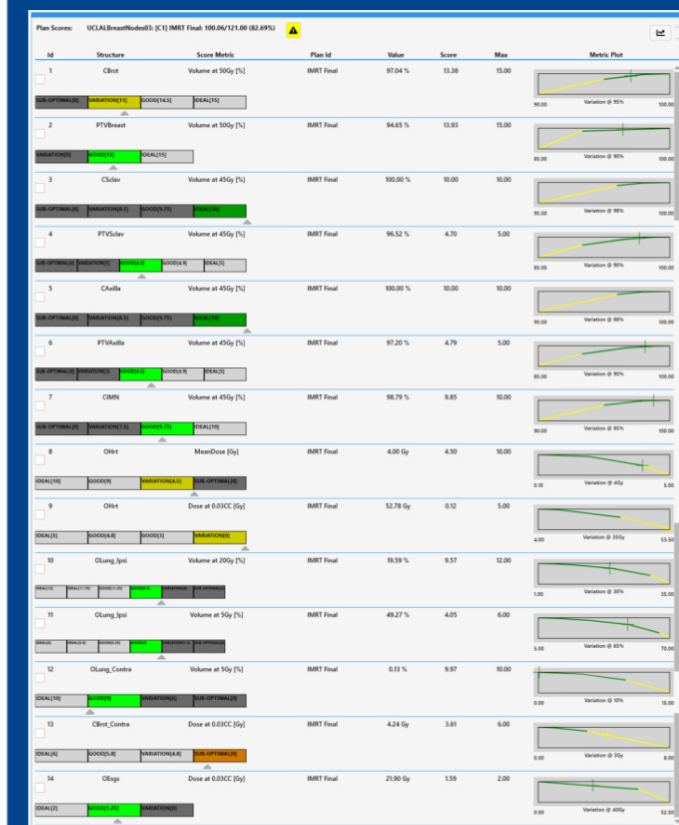 Plan Scores: UCLALBreastNodes03: [C1] IMRT Final: 100.06/121.00 (82.69%)
Id Structure Score Metric Plan Id Value Score Max Metric Plot
1 CBrst Volume at 50Gy [%] IMRT Final 97.04 % 13.38 15.00
SUB-OPTIMAL[0] VARIATION[11] GOOD[14.5] IDEAL[15]
90.00 Variation @ 95% 100.00
2 PTVBreast Volume at 50Gy [%] IMRT Final 94.65 % 13.93 15.00
VARIATION[0] GOOD[13] IDEAL[15]
85.00 Variation @ 90% 100.00
3 CSclav Volume at 45Gy [%] IMRT Final 100.00 % 10.00 10.00
SUB-OPTIMAL[0] VARIATION[8.5] GOOD[9.75] IDEAL[10]
95.00 Variation @ 98% 100.00
4 PTVSclav Volume at 45Gy [%] IMRT Final 96.52 % 4.70 5.00
SUB-OPTIMAL[0] VARIATION[3] GOOD[4.5] GOOD[4.9] IDEAL[5]
85.00 Variation @ 90% 100.00
5 CAxilla Volume at 45Gy [%] IMRT Final 100.00 % 10.00 10.00
SUB-OPTIMAL[0] VARIATION[8.5] GOOD[9.75] IDEAL[10]
95.00 Variation @ 98% 100.00
6 PTVAxilla Volume at 45Gy [%] IMRT Final 97.20 % 4.79 5.00
SUB-OPTIMAL[0] VARIATION[3] GOOD[4.5] GOOD[4.9] IDEAL[5]
85.00 Variation @ 90% 100.00
7 CIMN Volume at 45Gy [%] IMRT Final 98.79 % 9.85 10.00
SUB-OPTIMAL[0] VARIATION[7.5] GOOD[9.75] IDEAL[10]
90.00 Variation @ 95% 100.00
8 OHrt MeanDose [Gy] IMRT Final 4.00 Gy 4.50 10.00
IDEAL[10] GOOD[9] VARIATION[4.5] SUB-OPTIMAL[0]
0.10 Variation @ 4Gy 5.00
9 OHrt Dose at 0.03CC [Gy] IMRT Final 52.78 Gy 0.12 5.00
IDEAL[5] GOOD[4.8] GOOD[3] VARIATION[0]
4.00 Variation @ 35Gy 53.50
10 OLung_Ipsi Volume at 20Gy [%] IMRT Final 19.59 % 9.57 12.00
1.00 Variation @ 30% 35.00
11 OLung_Ipsi Volume at 5Gy [%] IMRT Final 49.27 % 4.05 6.00
5.00 Variation @ 65% 70.00
12 OLung_Contra Volume at 5Gy [%] IMRT Final 0.13 % 9.97 10.00
IDEAL[10] GOOD[9] VARIATION[6] SUB-OPTIMAL[0]
0.00 Variation @ 10% 15.00
13 CBrst_Contra Dose at 0.03CC [Gy] IMRT Final 4.24 Gy 3.61 6.00
IDEAL[6] GOOD[5.8] VARIATION[4.8] SUB-OPTIMAL[0]
0.00 Variation @ 3Gy 8.00
14 OEsgs Dose at 0.03CC [Gy] IMRT Final 21.90 Gy 1.59 2.00
IDEAL[2] GOOD[1.25] VARIATION[0]
0.00 Variation @ 40Gy 52.50